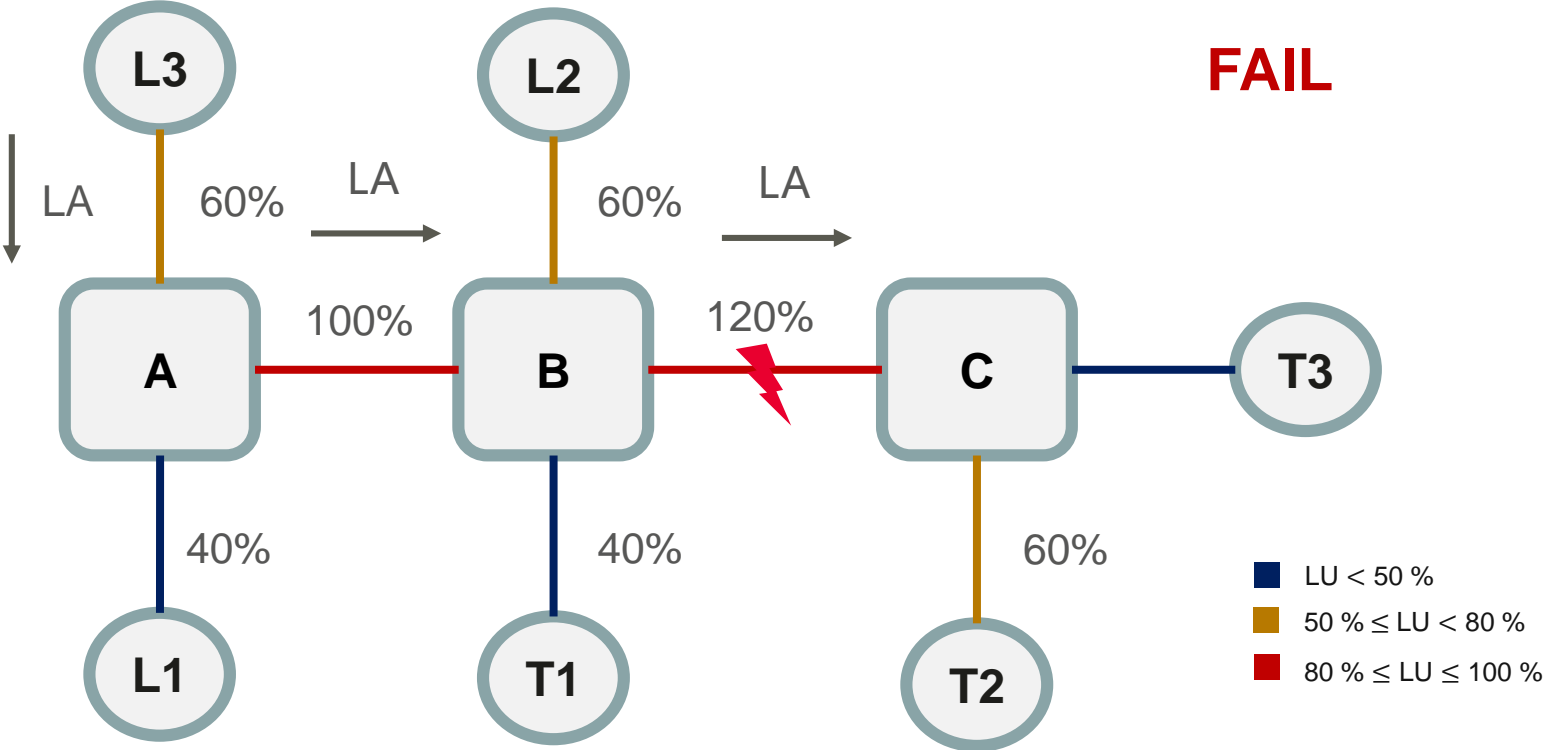 L3
L2
FAIL
LA
60%
LA
60%
LA
100%
120%
A
B
C
T3
40%
40%
60%
L1
T1
T2
LU < 50 %
50 % ≤ LU < 80 %
80 % ≤ LU ≤ 100 %